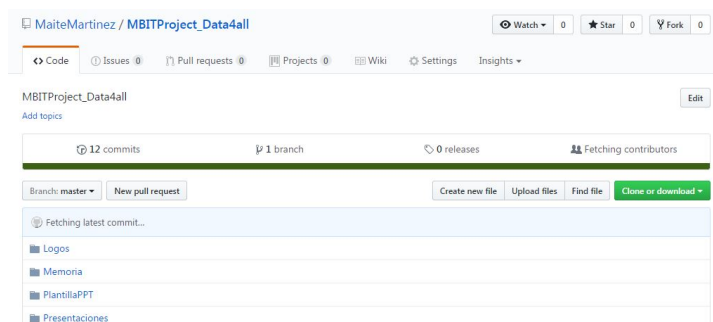 MaiteMartinez / MBITProject_Data4all Watch 0 Star 0 Fork 0
Code Issues 0 Pull requests 0 Projects 0 Wiki Settings Insights
MBITProject_Data4all Edit
Add topics
12 commits 1 branch 0 releases Fetching contributors
Branch: master New pull request Create new file Upload files Find file Clone or download
Fetching latest commit...
Logos
Memoria
PlantillaPPT
Presentaciones